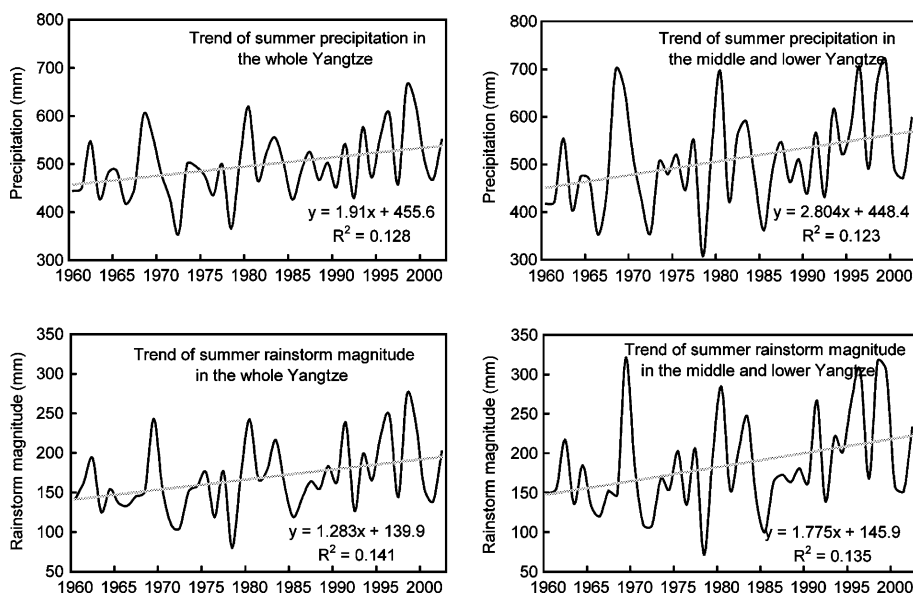 Trend of summer precipitation in
the whole Yangtze
Precipitation (mm)
800
700
600
500
400
300
y = 1.91x + 455.6
R² = 0.128
1960 1965 1970 1975 1980 1985 1990 1995 2000
Trend of summer precipitation in
the middle and lower Yangtze
Precipitation (mm)
800
700
600
500
400
300
y = 2.804x + 448.4
R² = 0.123
1960 1965 1970 1975 1980 1985 1990 1995 2000
Trend of summer rainstorm magnitude
in the whole Yangtze
Rainstorm magnitude (mm)
350
300
250
200
150
100
50
y = 1.283x + 139.9
R² = 0.141
1960 1965 1970 1975 1980 1985 1990 1995 2000
Trend of summer rainstorm magnitude
in the middle and lower Yangtze
Rainstorm magnitude (mm)
350
300
250
200
150
100
50
y = 1.775x + 145.9
R² = 0.135
1960 1965 1970 1975 1980 1985 1990 1995 2000